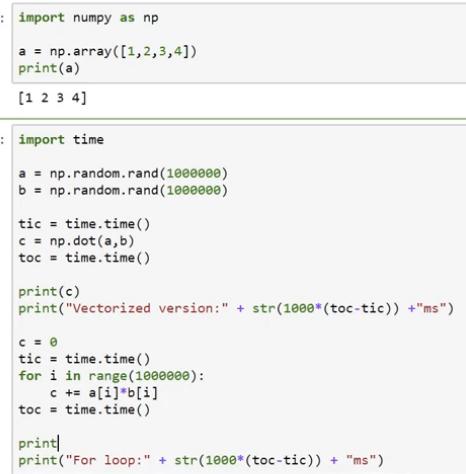 : import numpy as np
a = np.array([1,2,3,4])
print(a)
[1 2 3 4]
: import time
a = np.random.rand(1000000)
b = np.random.rand(1000000)
tic = time.time()
c = np.dot(a,b)
toc = time.time()
print(c)
print("Vectorized version:" + str(1000*(toc-tic)) +"ms")
c = 0
tic = time.time()
for i in range(1000000):
    c += a[i]*b[i]
toc = time.time()
print
print("For loop:" + str(1000*(toc-tic)) + "ms")